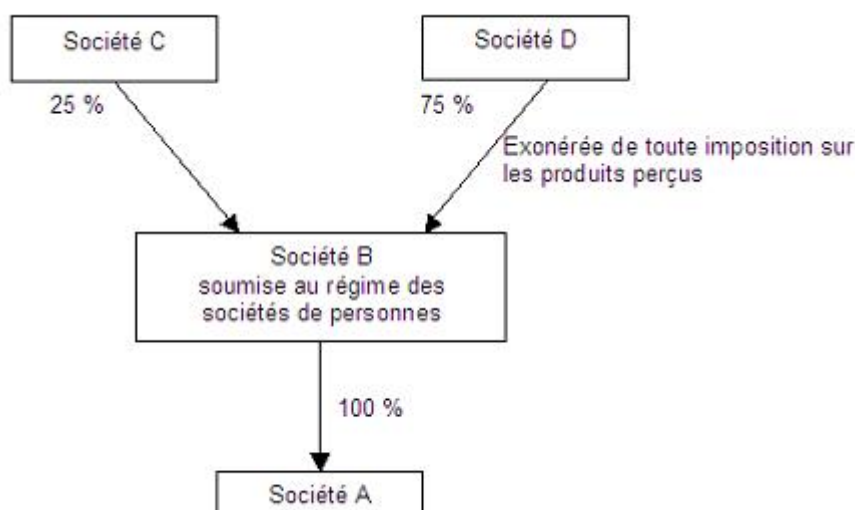 Société C
Société D
25 %
75 %
Exonérée de toute imposition sur
les produits perçus
Société B
soumise au régime des
sociétés de personnes
100 %
Société A